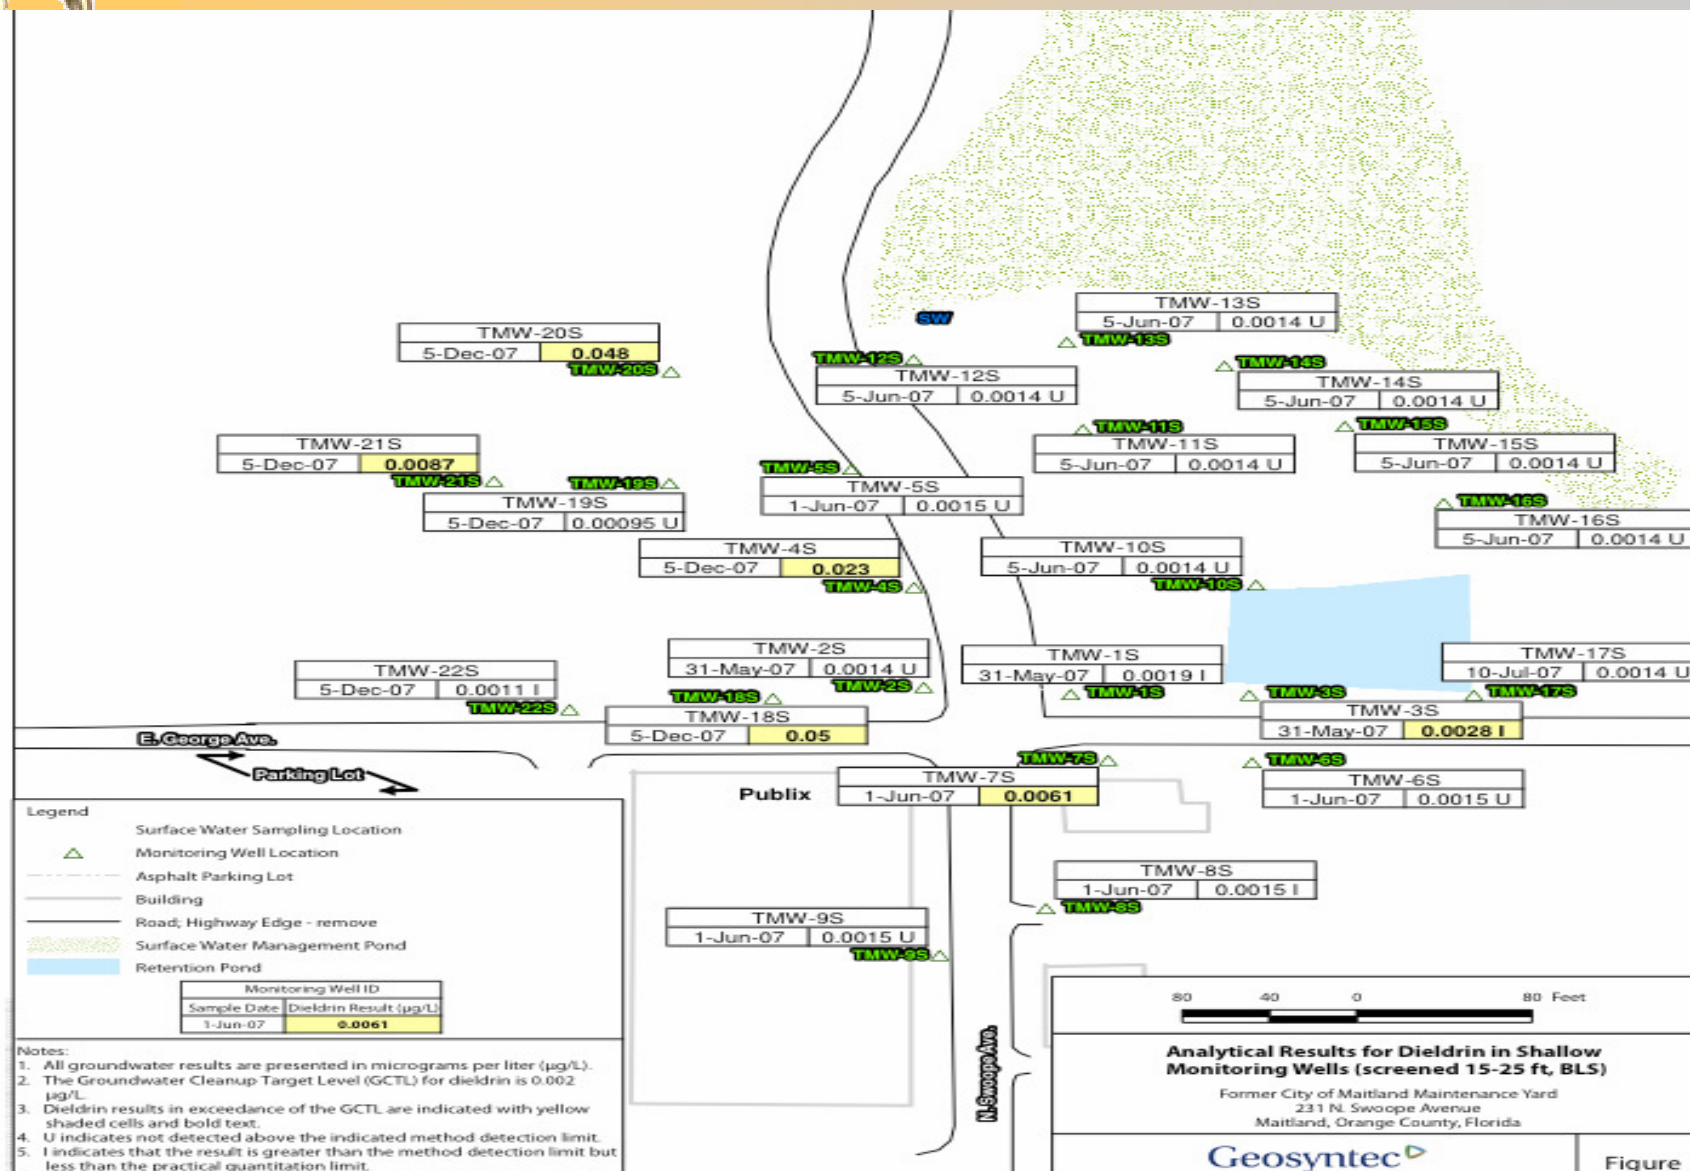 TMW-13S
5-Jun-07 0.0014 U
TMW-13S
SW
TMW-20S
5-Dec-07 0.048
TMW-20S
TMW-12S
TMW-12S
5-Jun-07 0.0014 U
TMW-14S
TMW-14S
5-Jun-07 0.0014 U
TMW-11S
TMW-11S
5-Jun-07 0.0014 U
TMW-15S
TMW-15S
5-Jun-07 0.0014 U
TMW-21S
5-Dec-07 0.0087
TMW-21S
TMW-19S
TMW-19S
5-Dec-07 0.00095 U
TMW-5S
TMW-5S
1-Jun-07 0.0015 U
TMW-16S
TMW-16S
5-Jun-07 0.0014 U
TMW-4S
5-Dec-07 0.023
TMW-4S
TMW-10S
5-Jun-07 0.0014 U
TMW-10S
TMW-2S
31-May-07 0.0014 U
TMW-2S
TMW-1S
31-May-07 0.0019 I
TMW-1S
TMW-17S
10-Jul-07 0.0014 U
TMW-17S
TMW-22S
5-Dec-07 0.0011 I
TMW-22S
TMW-18S
TMW-18S
5-Dec-07 0.05
TMW-3S
TMW-3S
31-May-07 0.0028 I
E. George Ave.
Parking Lot
TMW-7S
TMW-7S
1-Jun-07 0.0061
TMW-6S
TMW-6S
1-Jun-07 0.0015 U
Publix
TMW-8S
1-Jun-07 0.0015 I
TMW-8S
TMW-9S
1-Jun-07 0.0015 U
TMW-9S
N. Swoope Ave.
Legend
Surface Water Sampling Location
Monitoring Well Location
Asphalt Parking Lot
Building
Road; Highway Edge - remove
Surface Water Management Pond
Retention Pond
Monitoring Well ID
Sample Date Dieldrin Result (µg/L)
1-Jun-07 0.0061
Notes:
1. All groundwater results are presented in micrograms per liter (µg/L).
2. The Groundwater Cleanup Target Level (GCTL) for dieldrin is 0.002
µg/L.
3. Dieldrin results in exceedance of the GCTL are indicated with yellow
shaded cells and bold text.
4. U indicates not detected above the indicated method detection limit.
5. I indicates that the result is greater than the method detection limit but
less than the practical quantitation limit.
80 40 0 80 Feet
Analytical Results for Dieldrin in Shallow
Monitoring Wells (screened 15-25 ft, BLS)
Former City of Maitland Maintenance Yard
231 N. Swoope Avenue
Maitland, Orange County, Florida
Geosyntec
Figure